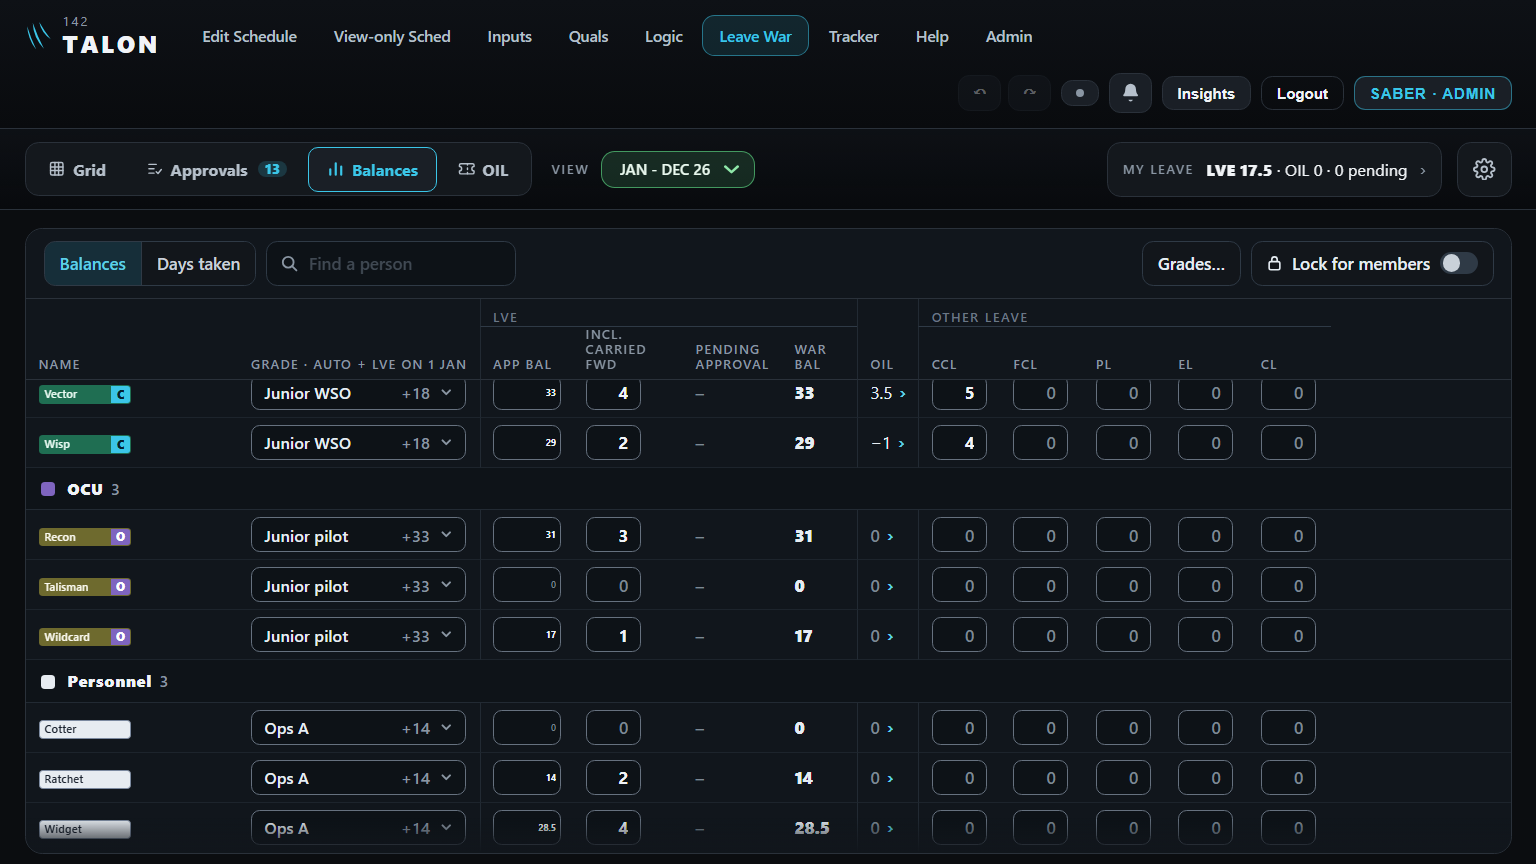 142
TALON
Edit Schedule
View-only Sched
Inputs
Quals
Logic
Leave War
Tracker
Help
Admin
Insights
Logout
SABER · ADMIN
Grid
Approvals 13
Balances
OIL
VIEW
JAN - DEC 26
MY LEAVE LVE 17.5 · OIL 0 · 0 pending ›
Balances
Days taken
Find a person
Grades...
Lock for members
LVE
OTHER LEAVE
NAME
GRADE · AUTO + LVE ON 1 JAN
APP BAL
INCL. CARRIED FWD
PENDING APPROVAL
WAR BAL
OIL
CCL
FCL
PL
EL
CL
Vector C Junior WSO +18 33 4 – 33 3.5 › 5 0 0 0 0
Wisp C Junior WSO +18 29 2 – 29 −1 › 4 0 0 0 0
OCU 3
Recon O Junior pilot +33 31 3 – 31 0 › 0 0 0 0 0
Talisman O Junior pilot +33 0 0 – 0 0 › 0 0 0 0 0
Wildcard O Junior pilot +33 17 1 – 17 0 › 0 0 0 0 0
Personnel 3
Cotter Ops A +14 0 0 – 0 0 › 0 0 0 0 0
Ratchet Ops A +14 14 2 – 14 0 › 0 0 0 0 0
Widget Ops A +14 28.5 4 – 28.5 0 › 0 0 0 0 0